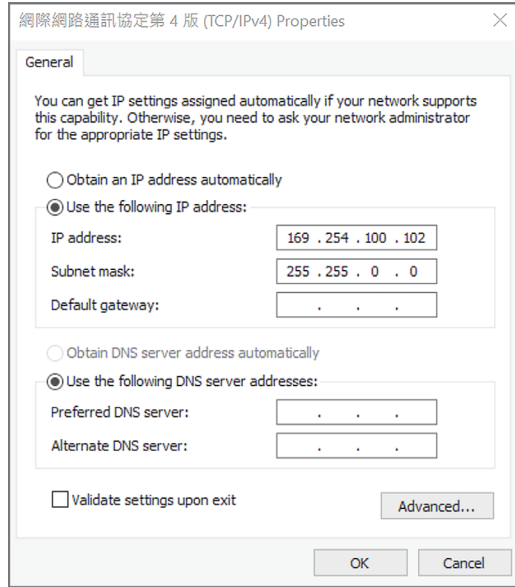 網際網路通訊協定第 4 版 (TCP/IPv4) Properties
General
You can get IP settings assigned automatically if your network supports
this capability. Otherwise, you need to ask your network administrator
for the appropriate IP settings.
Obtain an IP address automatically
Use the following IP address:
IP address: 169 . 254 . 100 . 102
Subnet mask: 255 . 255 . 0 . 0
Default gateway: . . .
Obtain DNS server address automatically
Use the following DNS server addresses:
Preferred DNS server: . . .
Alternate DNS server: . . .
Validate settings upon exit
Advanced...
OK Cancel